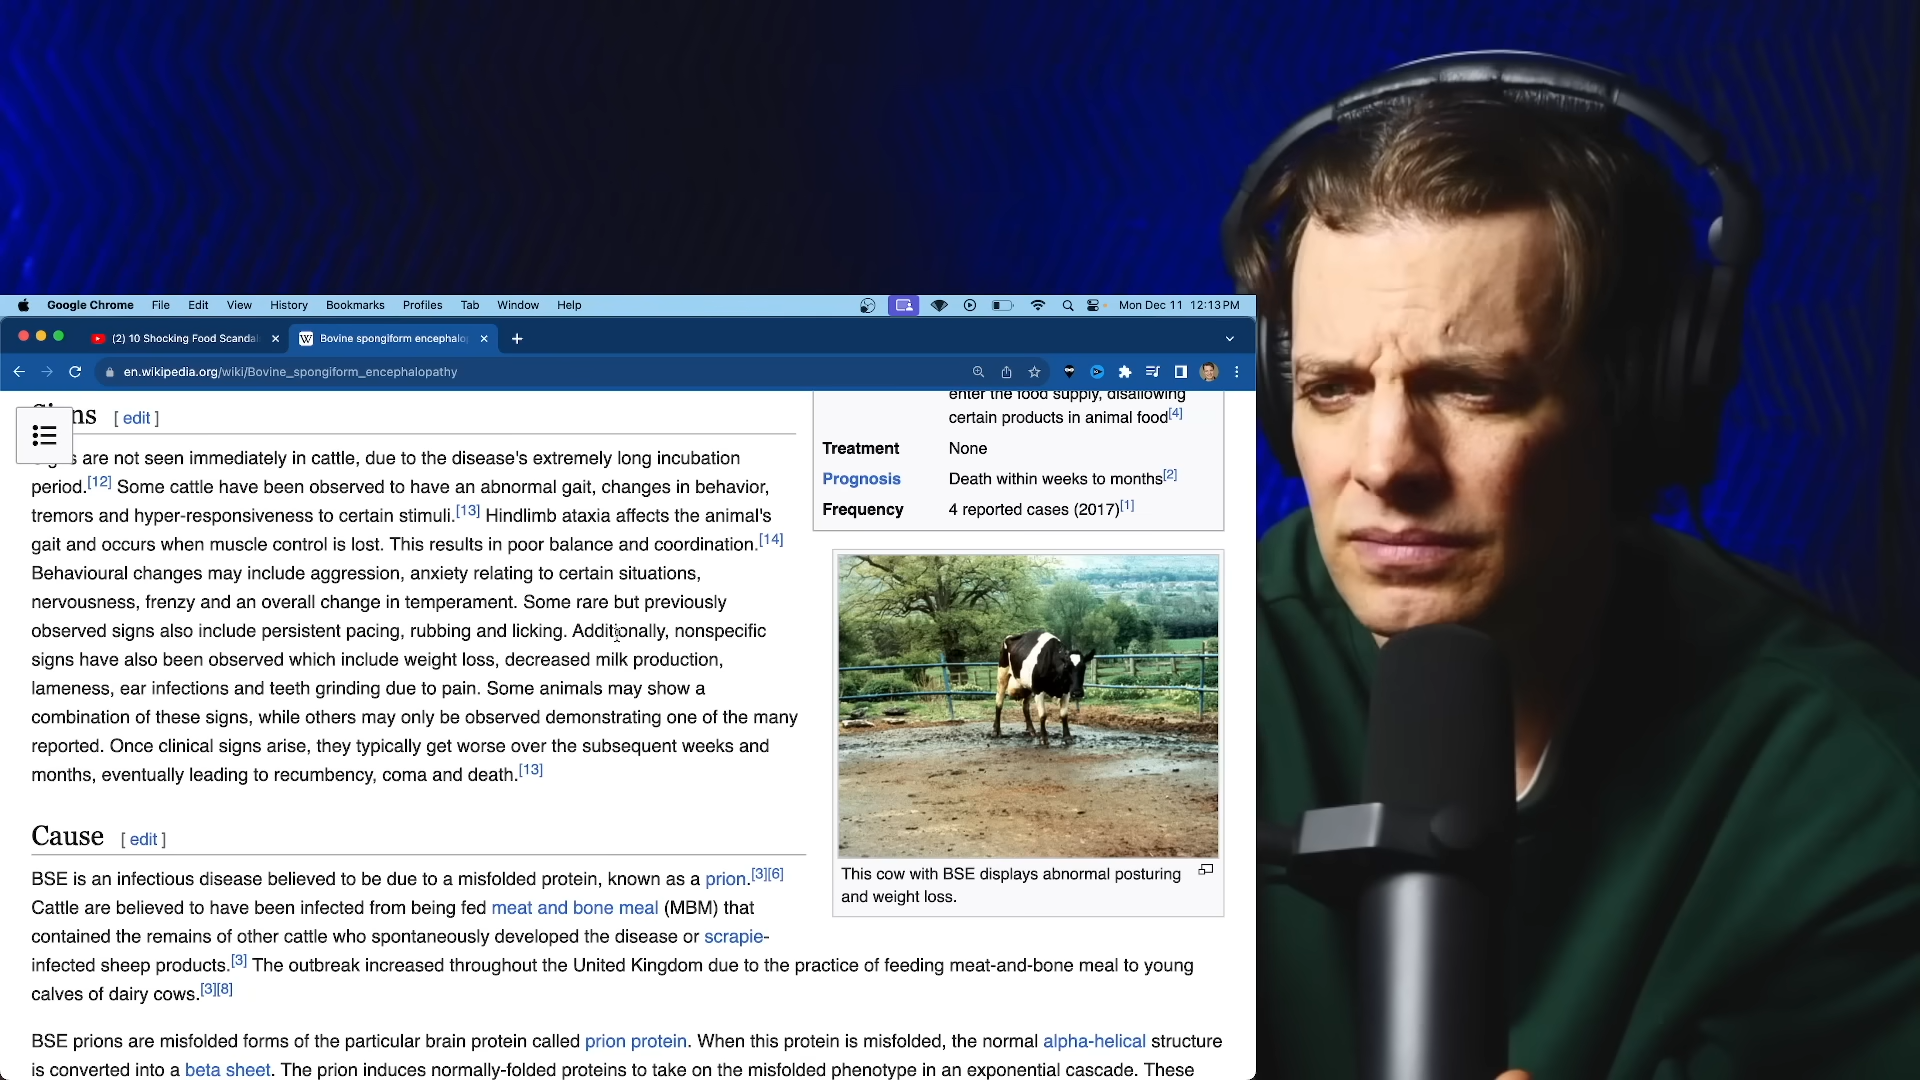 Google Chrome File Edit View History Bookmarks Profiles Tab Window Help Mon Dec 11 12:13 PM
(2) 10 Shocking Food Scandal Bovine spongiform encephalo
en.wikipedia.org/wiki/Bovine_spongiform_encephalopathy
[ edit ]
are not seen immediately in cattle, due to the disease's extremely long incubation
period.[12] Some cattle have been observed to have an abnormal gait, changes in behavior,
tremors and hyper-responsiveness to certain stimuli.[13] Hindlimb ataxia affects the animal's
gait and occurs when muscle control is lost. This results in poor balance and coordination.[14]
Behavioural changes may include aggression, anxiety relating to certain situations,
nervousness, frenzy and an overall change in temperament. Some rare but previously
observed signs also include persistent pacing, rubbing and licking. Additionally, nonspecific
signs have also been observed which include weight loss, decreased milk production,
lameness, ear infections and teeth grinding due to pain. Some animals may show a
combination of these signs, while others may only be observed demonstrating one of the many
reported. Once clinical signs arise, they typically get worse over the subsequent weeks and
months, eventually leading to recumbency, coma and death.[13]
enter the food supply, disallowing
certain products in animal food[4]
Treatment None
Prognosis Death within weeks to months[2]
Frequency 4 reported cases (2017)[1]
This cow with BSE displays abnormal posturing
and weight loss.
Cause [ edit ]
BSE is an infectious disease believed to be due to a misfolded protein, known as a prion.[3][6]
Cattle are believed to have been infected from being fed meat and bone meal (MBM) that
contained the remains of other cattle who spontaneously developed the disease or scrapie-
infected sheep products.[3] The outbreak increased throughout the United Kingdom due to the practice of feeding meat-and-bone meal to young
calves of dairy cows.[3][8]
BSE prions are misfolded forms of the particular brain protein called prion protein. When this protein is misfolded, the normal alpha-helical structure
is converted into a beta sheet. The prion induces normally-folded proteins to take on the misfolded phenotype in an exponential cascade. These